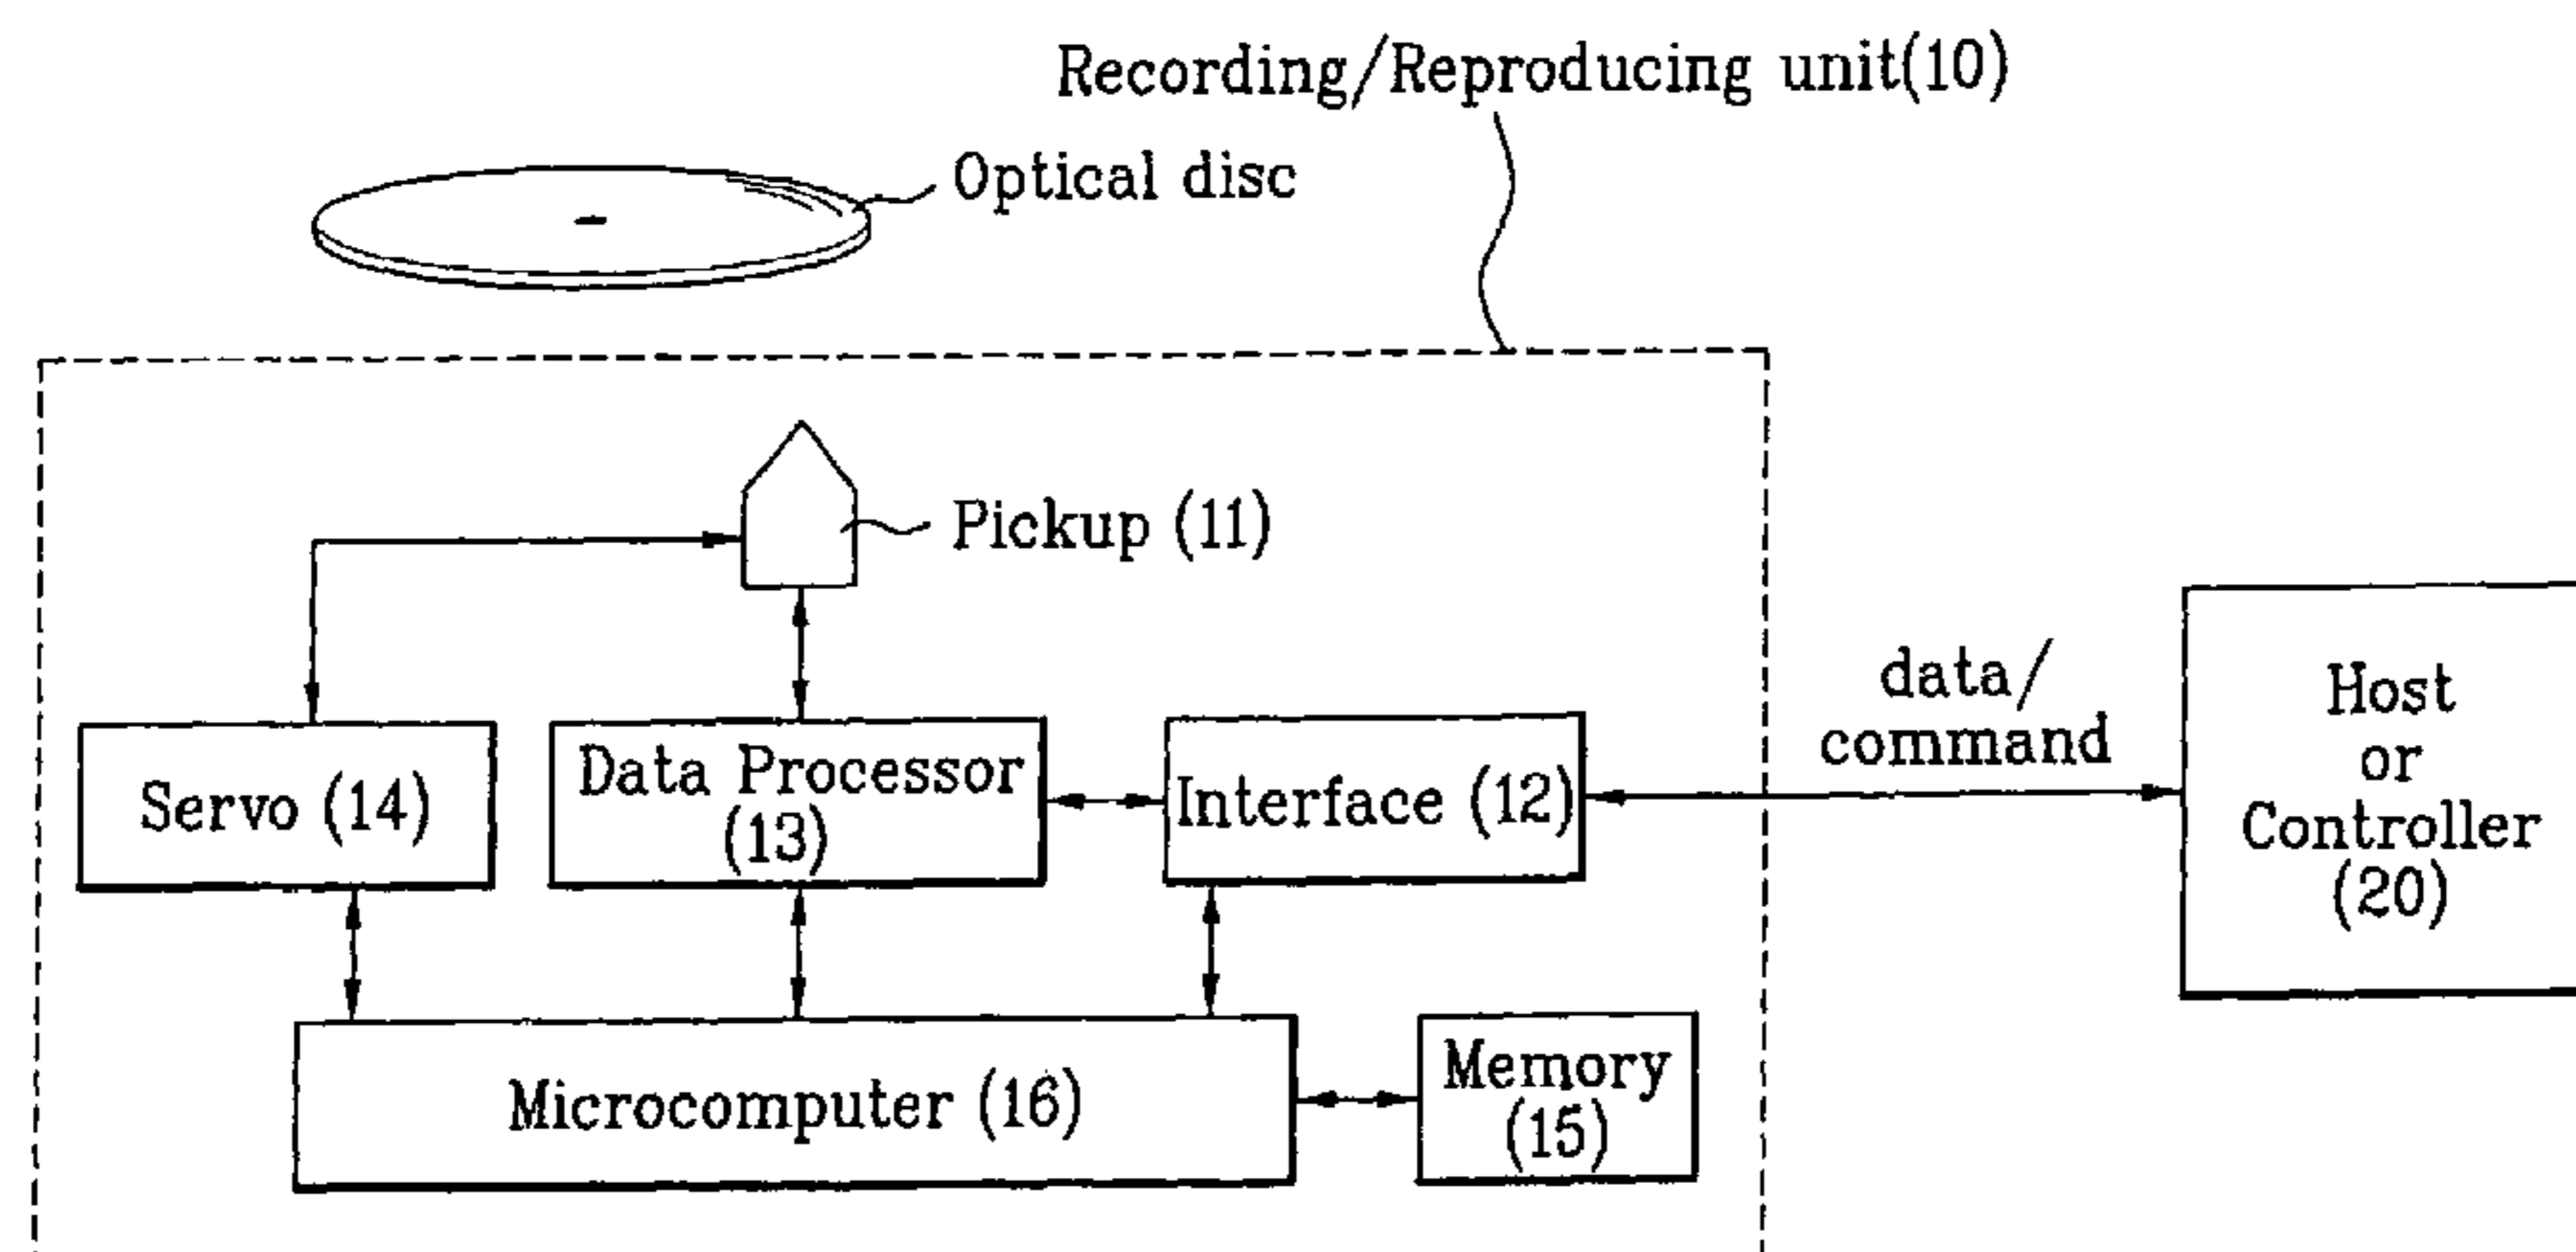 Recording/Reproducing unit(10)
Optical disc
Pickup (11)
data/
command
Host
or
Controller
(20)
Servo (14)
Data Processor
(13)
Interface (12)
Microcomputer (16)
Memory
(15)